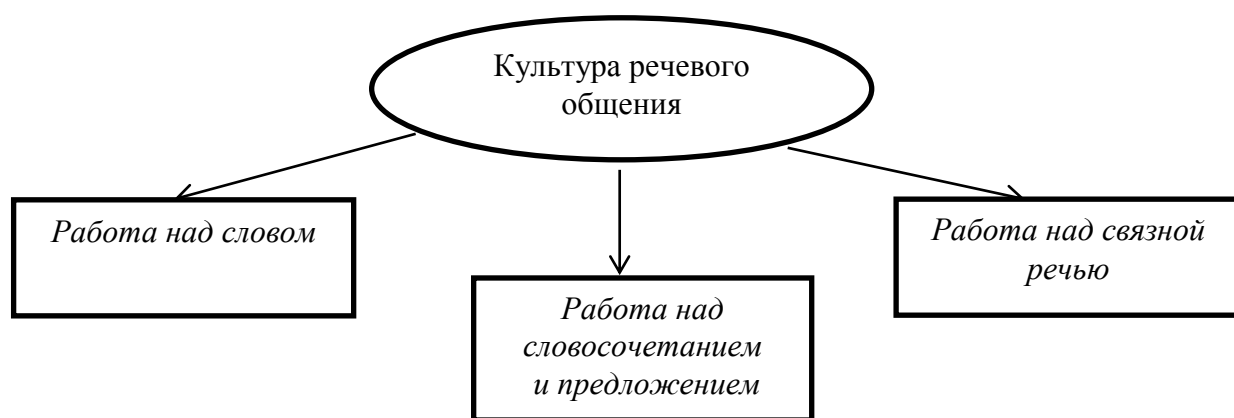 Культура речевого
общения
Работа над словом
Работа над
словосочетанием
и предложением
Работа над связной
речью